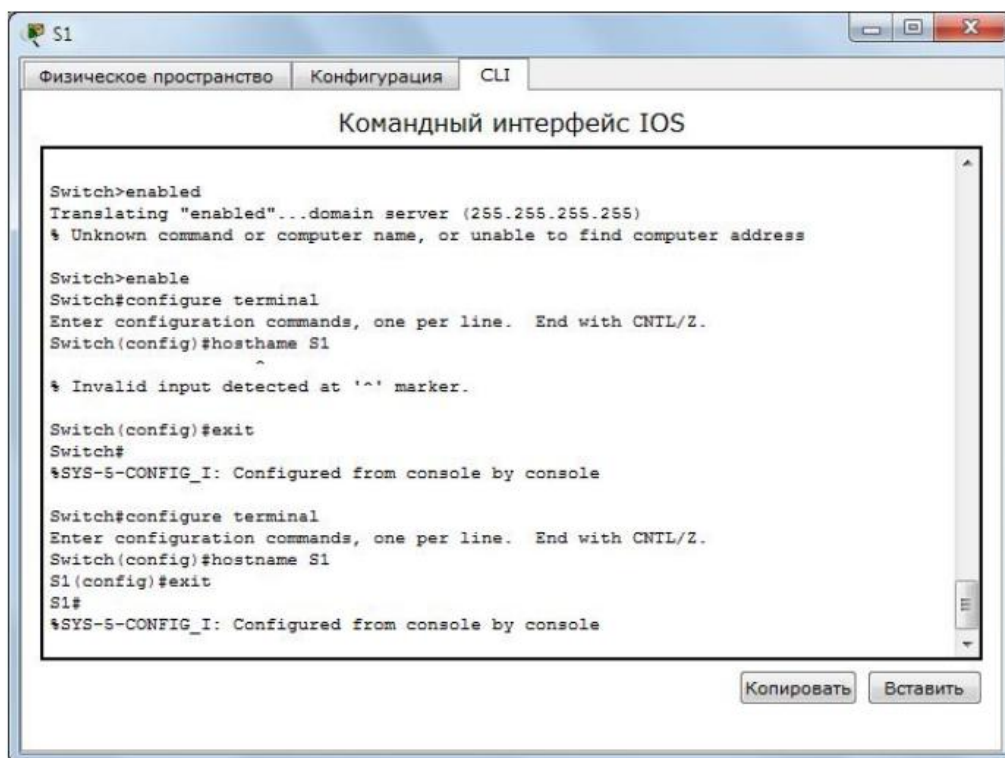 S1
Физическое пространство Конфигурация CLI
Командный интерфейс IOS
Switch>enabled
Translating "enabled"...domain server (255.255.255.255)
% Unknown command or computer name, or unable to find computer address
Switch>enable
Switch#configure terminal
Enter configuration commands, one per line.  End with CNTL/Z.
Switch(config)#hosthame S1
^
% Invalid input detected at '^' marker.
Switch(config)#exit
Switch#
%SYS-5-CONFIG_I: Configured from console by console
Switch#configure terminal
Enter configuration commands, one per line.  End with CNTL/Z.
Switch(config)#hostname S1
S1(config)#exit
S1#
%SYS-5-CONFIG_I: Configured from console by console
Копировать Вставить